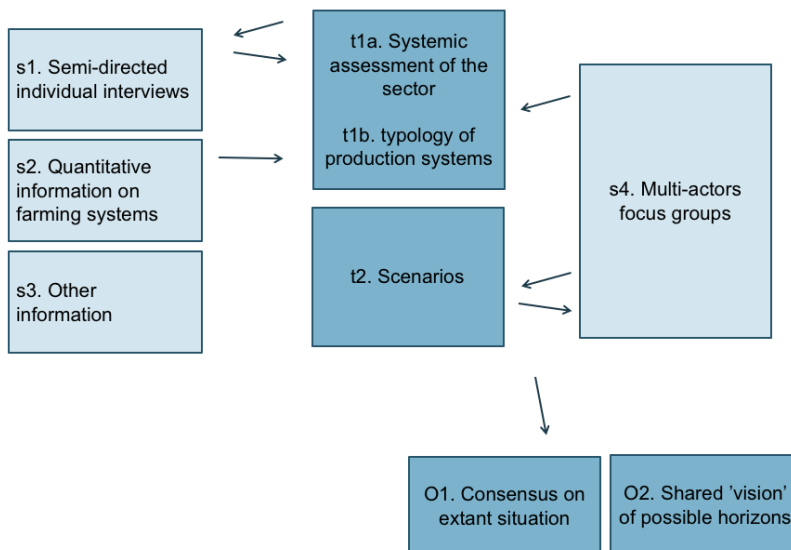 s1. Semi-directed
individual interviews
s2. Quantitative
information on
farming systems
s3. Other
information
t1a. Systemic
assessment of the
sector
t1b. typology of
production systems
t2. Scenarios
s4. Multi-actors
focus groups
O1. Consensus on
extant situation
O2. Shared ’vision’
of possible horizons